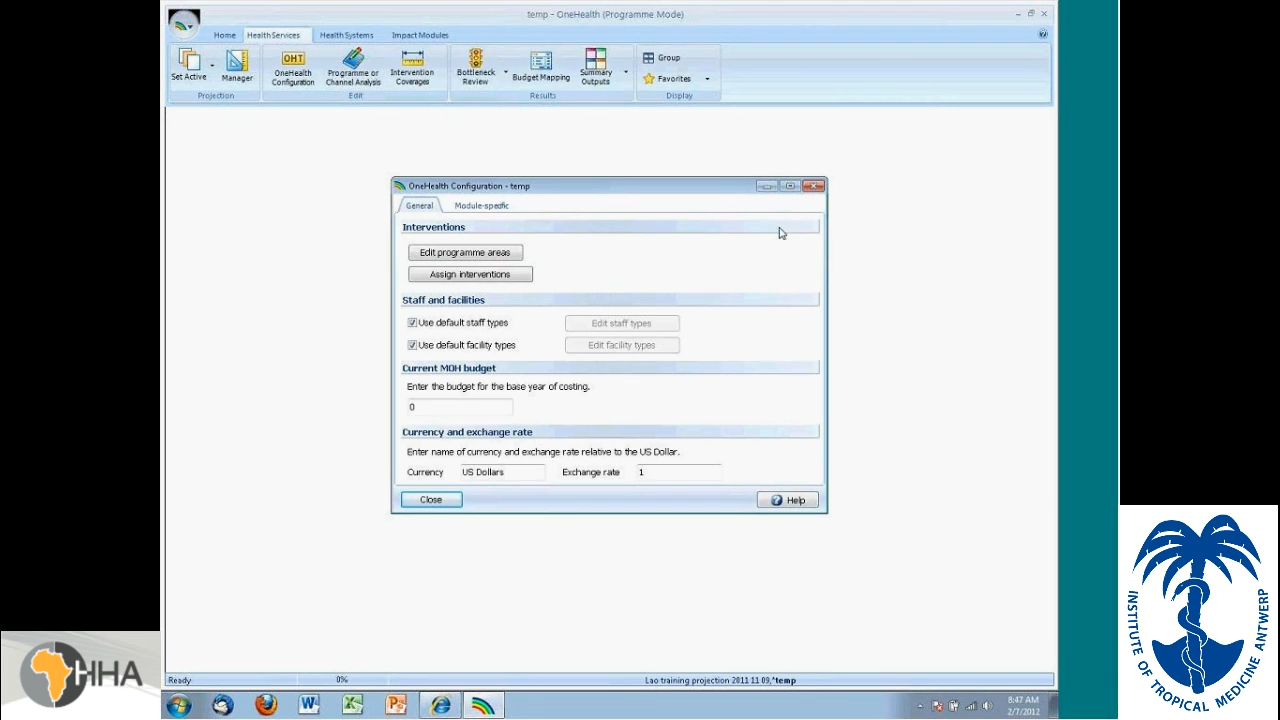 temp - OneHealth (Programme Mode)
Home Health Services Health Systems Impact Modules
Set Active
Manager
OneHealth Configuration
Programme or Channel Analysis
Intervention Coverages
Bottleneck Review
Budget Mapping
Summary Outputs
Group
Favorites
Projection Edit Results Display
OneHealth Configuration - temp
General Module-specific
Interventions
Edit programme areas
Assign interventions
Staff and facilities
Use default staff types Edit staff types
Use default facility types Edit facility types
Current MOH budget
Enter the budget for the base year of costing.
0
Currency and exchange rate
Enter name of currency and exchange rate relative to the US Dollar.
Currency US Dollars Exchange rate 1
Close Help
Ready 0% Lao training projection 2011 11 09,*temp
8:47 AM
2/7/2012
HHA
INSTITUTE OF TROPICAL MEDICINE ANTWERP